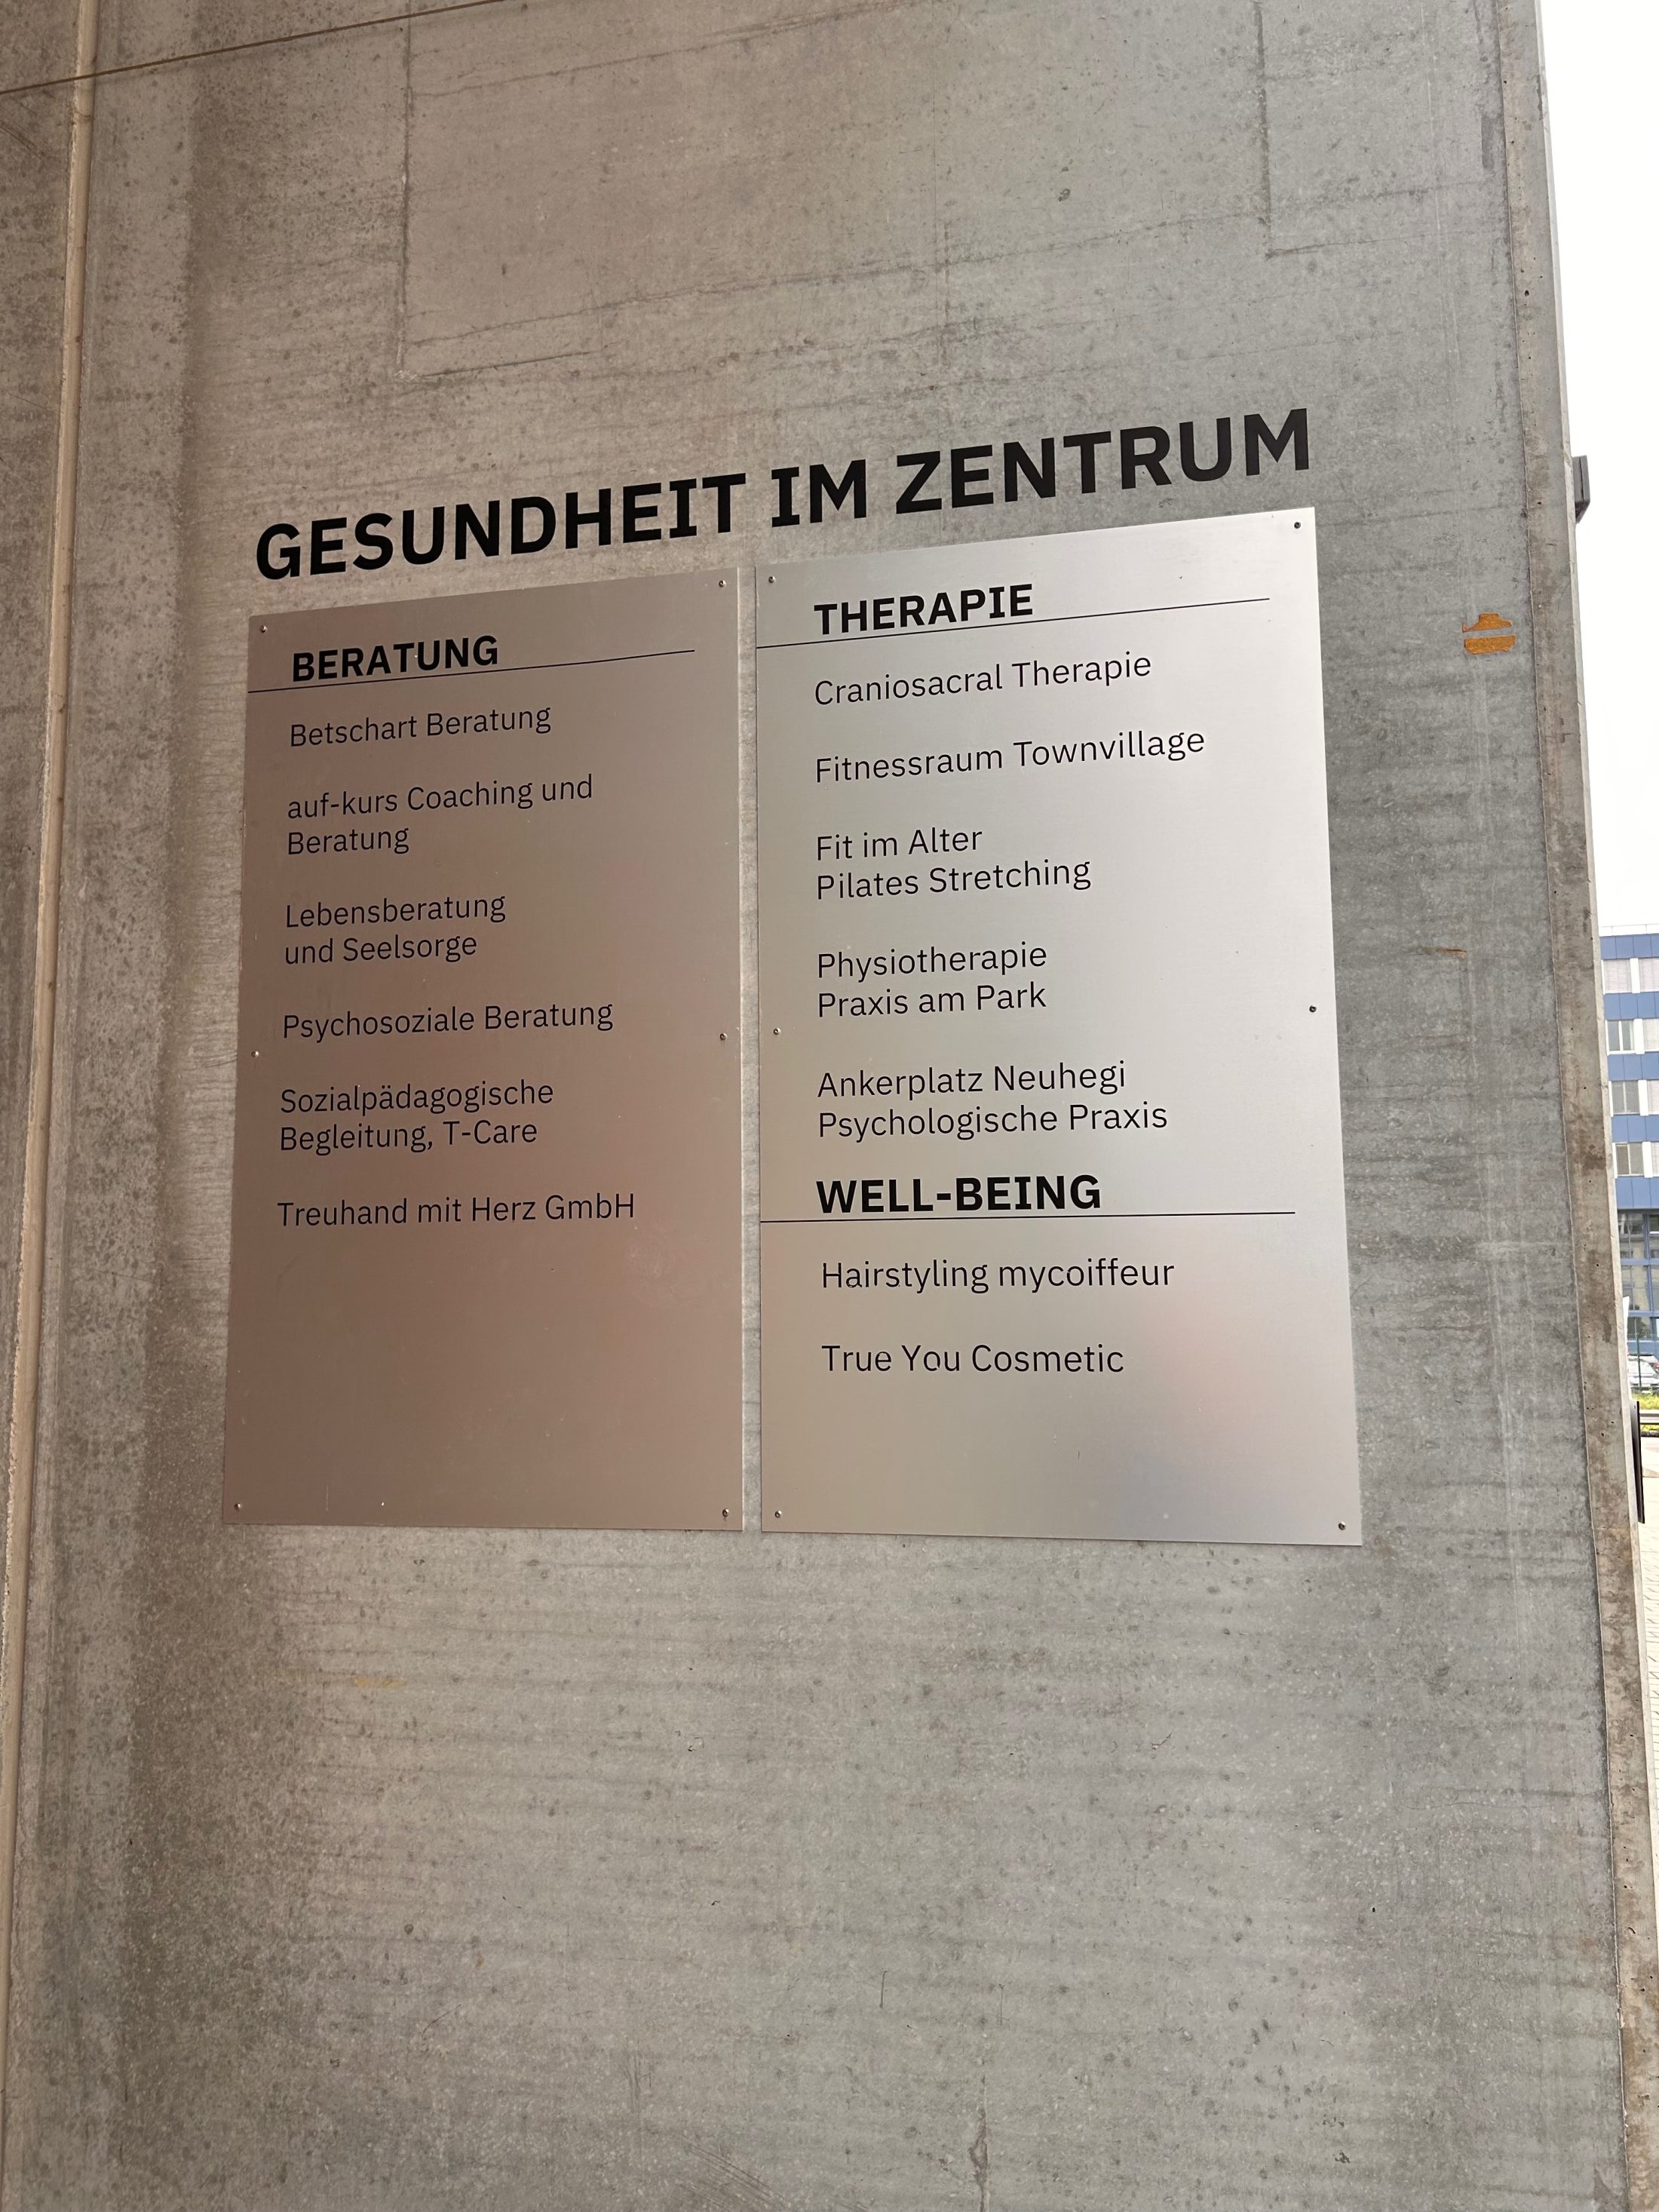 GESUNDHEIT IM ZENTRUM
BERATUNG
Betschart Beratung
auf-kurs Coaching und
Beratung
Lebensberatung
und Seelsorge
Psychosoziale Beratung
Sozialpädagogische
Begleitung, T-Care
Treuhand mit Herz GmbH
THERAPIE
Craniosacral Therapie
Fitnessraum Townvillage
Fit im Alter
Pilates Stretching
Physiotherapie
Praxis am Park
Ankerplatz Neuhegi
Psychologische Praxis
WELL-BEING
Hairstyling mycoiffeur
True You Cosmetic